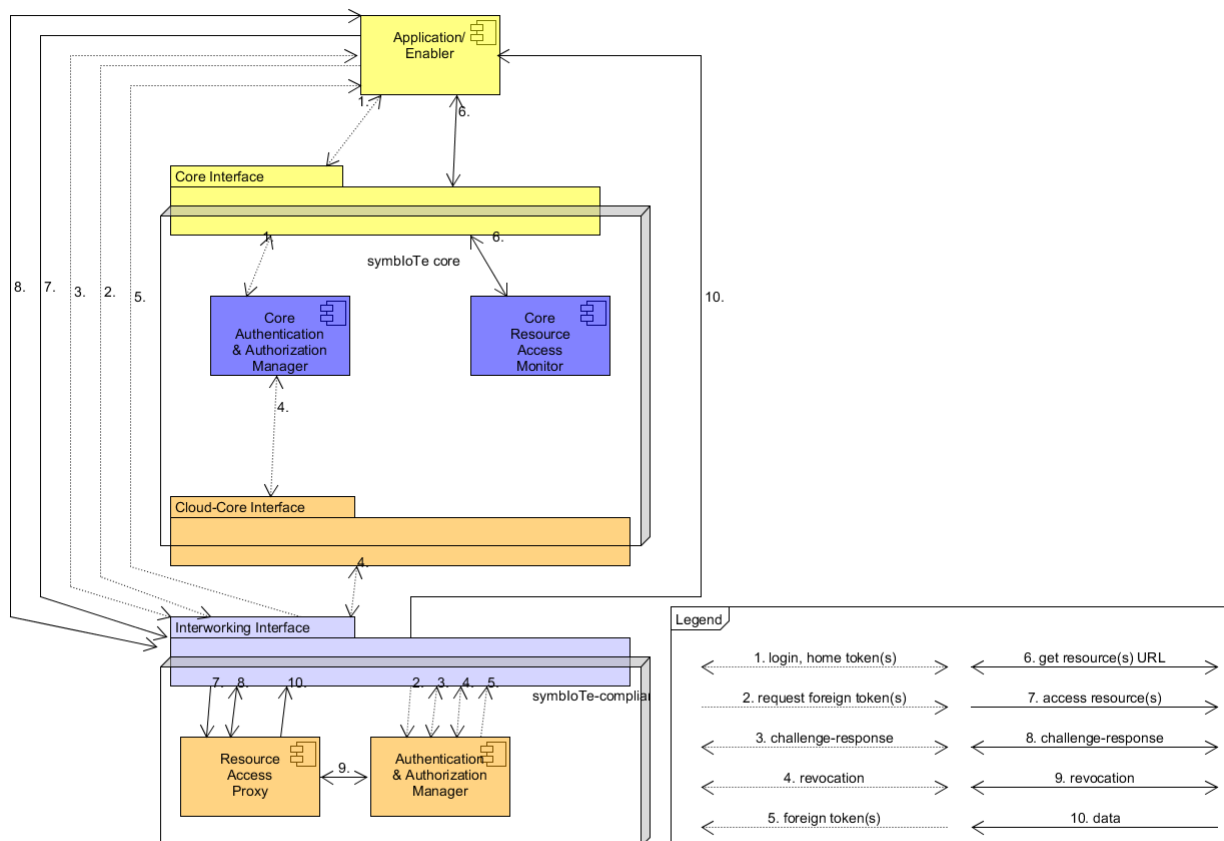 Application/
Enabler
1.
6.
Core Interface
1.
6.
symbIoTe core
8.
7.
3.
2.
5.
10.
Core
Authentication
& Authorization
Manager
Core
Resource
Access
Monitor
4.
Cloud-Core Interface
4.
Interworking Interface
7.
8.
10.
2.
3.
4.
5.
symbIoTe-complian
Resource
Access
Proxy
9.
Authentication
& Authorization
Manager
Legend
1. login, home token(s)
6. get resource(s) URL
2. request foreign token(s)
7. access resource(s)
3. challenge-response
8. challenge-response
4. revocation
9. revocation
5. foreign token(s)
10. data